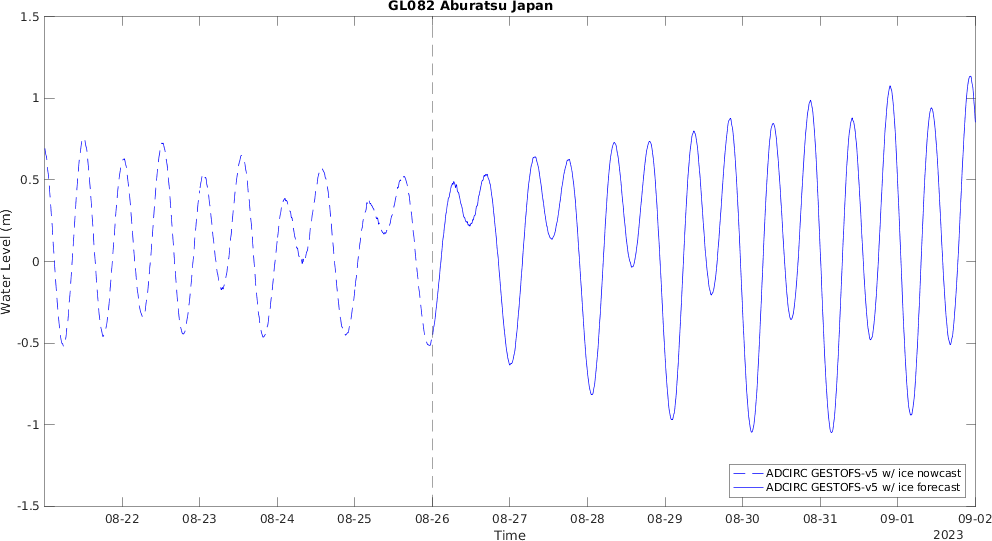 GL082 Aburatsu Japan
1.5
1
0.5
0
-0.5
-1
-1.5
Water Level (m)
ADCIRC GESTOFS-v5 w/ ice nowcast
ADCIRC GESTOFS-v5 w/ ice forecast
08-22 08-23 08-24 08-25 08-26 08-27 08-28 08-29 08-30 08-31 09-01 09-02
Time
2023